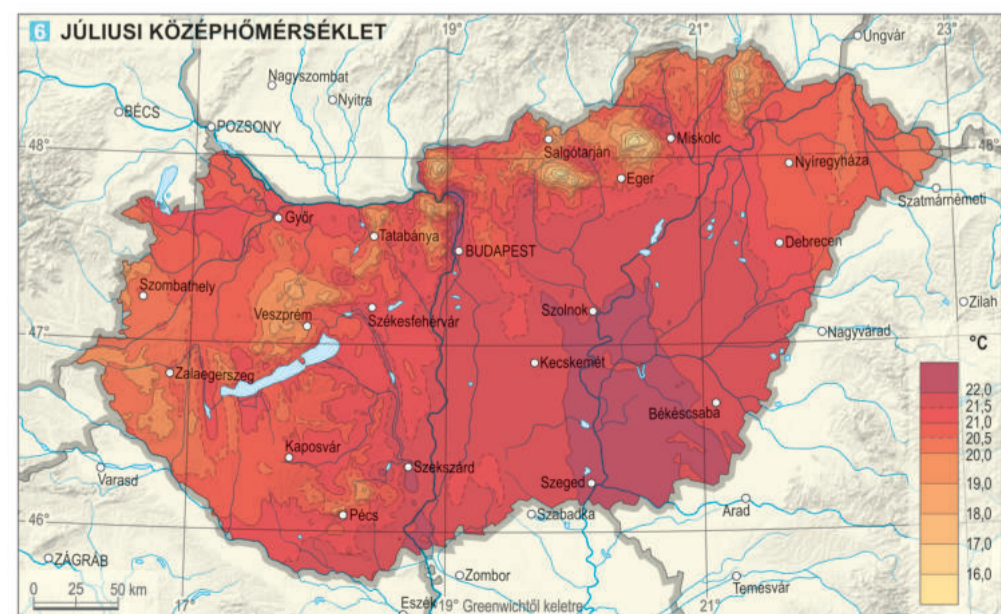 6 JÚLIUSI KÖZÉPHŐMÉRSÉKLET
19°
21°
23°
Ungvár
Nagyszombat
Nyitra
BÉCS
POZSONY
48°
Salgótarján
Miskolc
48°
Nyíregyháza
Eger
Szatmárnémeti
Győr
Tatabánya
BUDAPEST
Debrecen
Szombathely
Veszprém
Székesfehérvár
Szolnok
Zilah
Nagyvárad
47°
Kecskemét
°C
Zalaegerszeg
Békéscsaba
22,0
21,5
21,0
20,5
20,0
19,0
18,0
17,0
16,0
Kaposvár
Szekszárd
Varasd
Szeged
Pécs
Szabadka
Arad
46°
ZÁGRÁB
Zombor
Temesvár
0 25 50 km
17°
Eszék
19° Greenwichtől keletre
21°